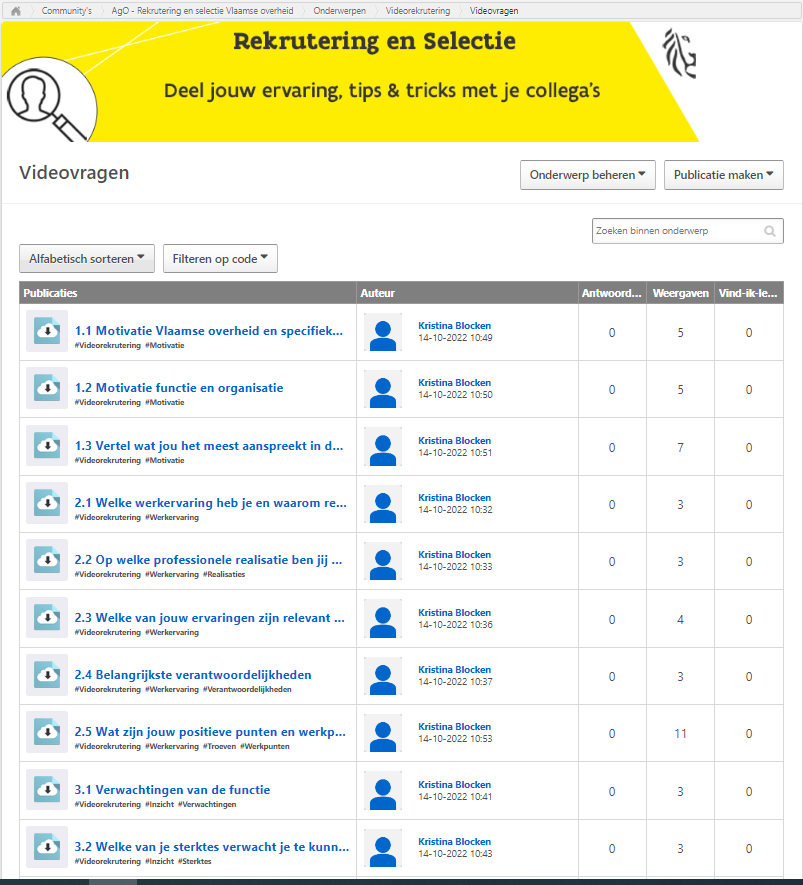 Community's
AgO - Rekrutering en selectie Vlaamse overheid
Onderwerpen
Videorekrutering
Videovragen
Rekrutering en Selectie
Deel jouw ervaring, tips & tricks met je collega's
Videovragen
Onderwerp beheren
Publicatie maken
Zoeken binnen onderwerp
Alfabetisch sorteren
Filteren op code
Publicaties Auteur Antwoord... Weergaven Vind-ik-le...
1.1 Motivatie Vlaamse overheid en specifiek...
#Videorekrutering #Motivatie
Kristina Blocken
14-10-2022 10:49
0 5 0
1.2 Motivatie functie en organisatie
#Videorekrutering #Motivatie
Kristina Blocken
14-10-2022 10:50
0 5 0
1.3 Vertel wat jou het meest aanspreekt in d...
#Videorekrutering #Motivatie
Kristina Blocken
14-10-2022 10:51
0 7 0
2.1 Welke werkervaring heb je en waarom re...
#Videorekrutering #Werkervaring
Kristina Blocken
14-10-2022 10:32
0 3 0
2.2 Op welke professionele realisatie ben jij ...
#Videorekrutering #Werkervaring #Realisaties
Kristina Blocken
14-10-2022 10:33
0 3 0
2.3 Welke van jouw ervaringen zijn relevant ...
#Videorekrutering #Werkervaring
Kristina Blocken
14-10-2022 10:36
0 4 0
2.4 Belangrijkste verantwoordelijkheden
#Videorekrutering #Werkervaring #Verantwoordelijkheden
Kristina Blocken
14-10-2022 10:37
0 3 0
2.5 Wat zijn jouw positieve punten en werkp...
#Videorekrutering #Werkervaring #Troeven #Werkpunten
Kristina Blocken
14-10-2022 10:53
0 11 0
3.1 Verwachtingen van de functie
#Videorekrutering #Inzicht #Verwachtingen
Kristina Blocken
14-10-2022 10:41
0 3 0
3.2 Welke van je sterktes verwacht je te kunn...
#Videorekrutering #Inzicht #Sterktes
Kristina Blocken
14-10-2022 10:43
0 3 0